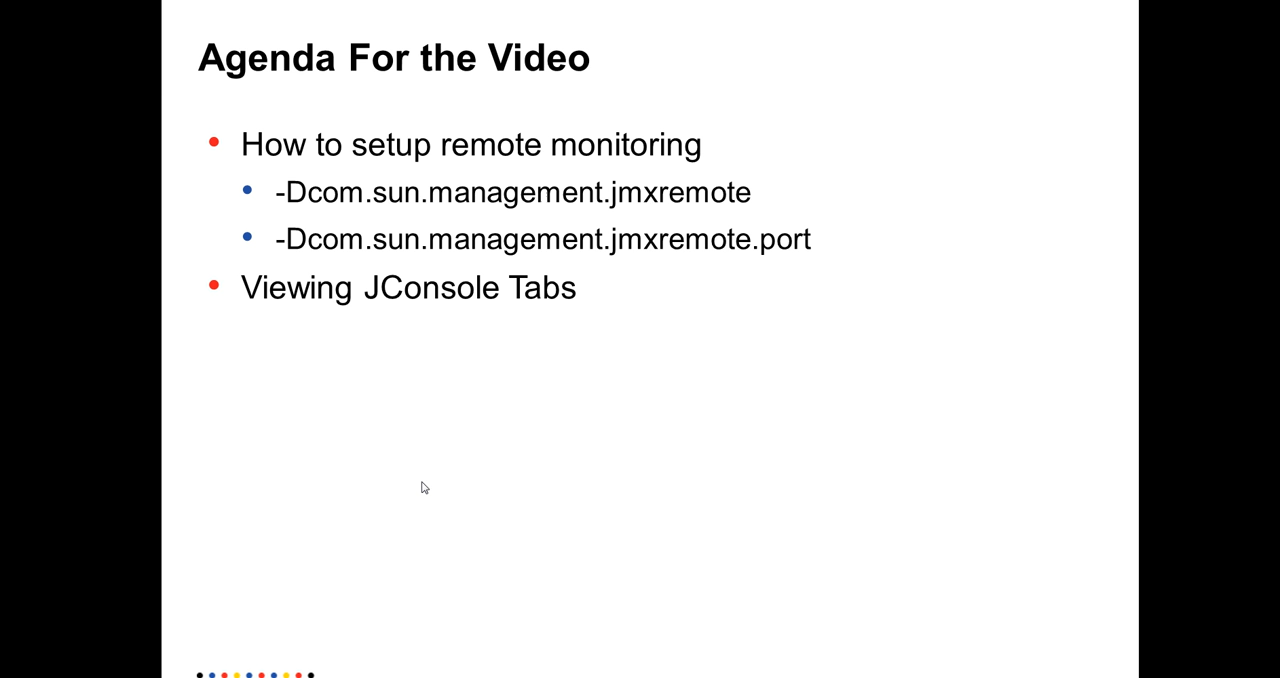 Agenda For the Video
How to setup remote monitoring
-Dcom.sun.management.jmxremote
-Dcom.sun.management.jmxremote.port
Viewing JConsole Tabs